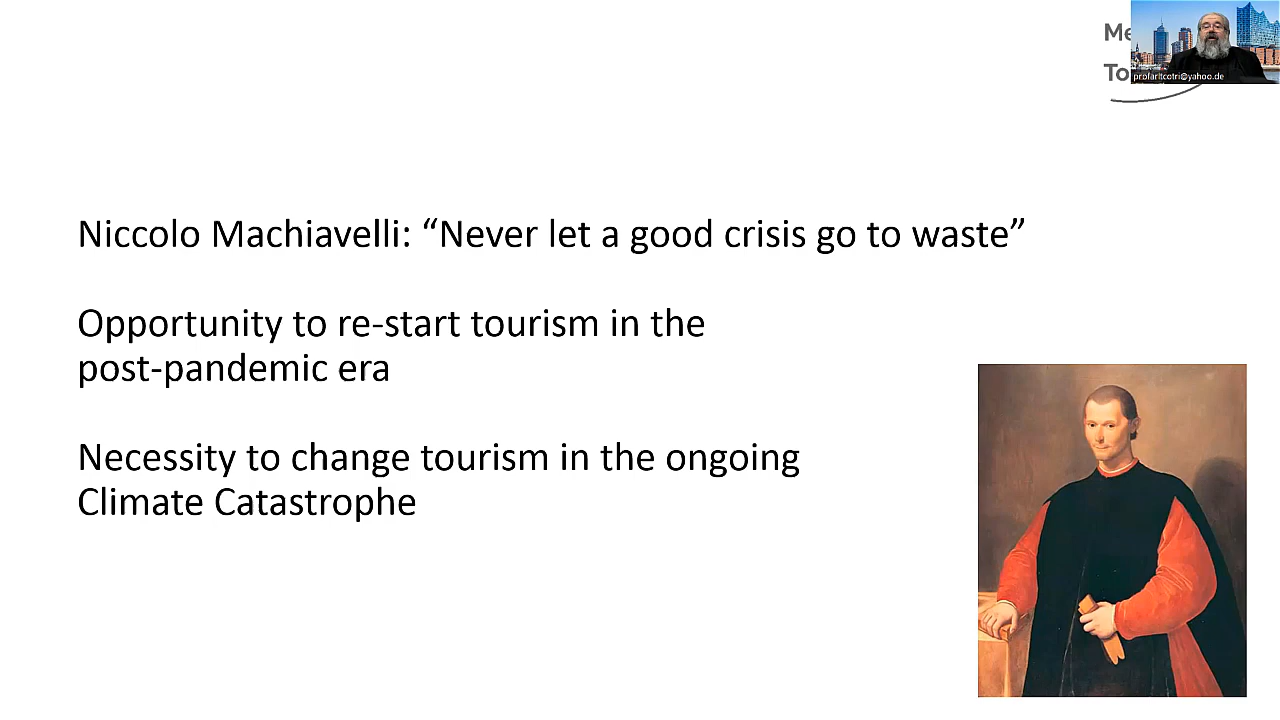 profarltcotri@yahoo.de
Niccolo Machiavelli: “Never let a good crisis go to waste”
Opportunity to re-start tourism in the
post-pandemic era
Necessity to change tourism in the ongoing
Climate Catastrophe